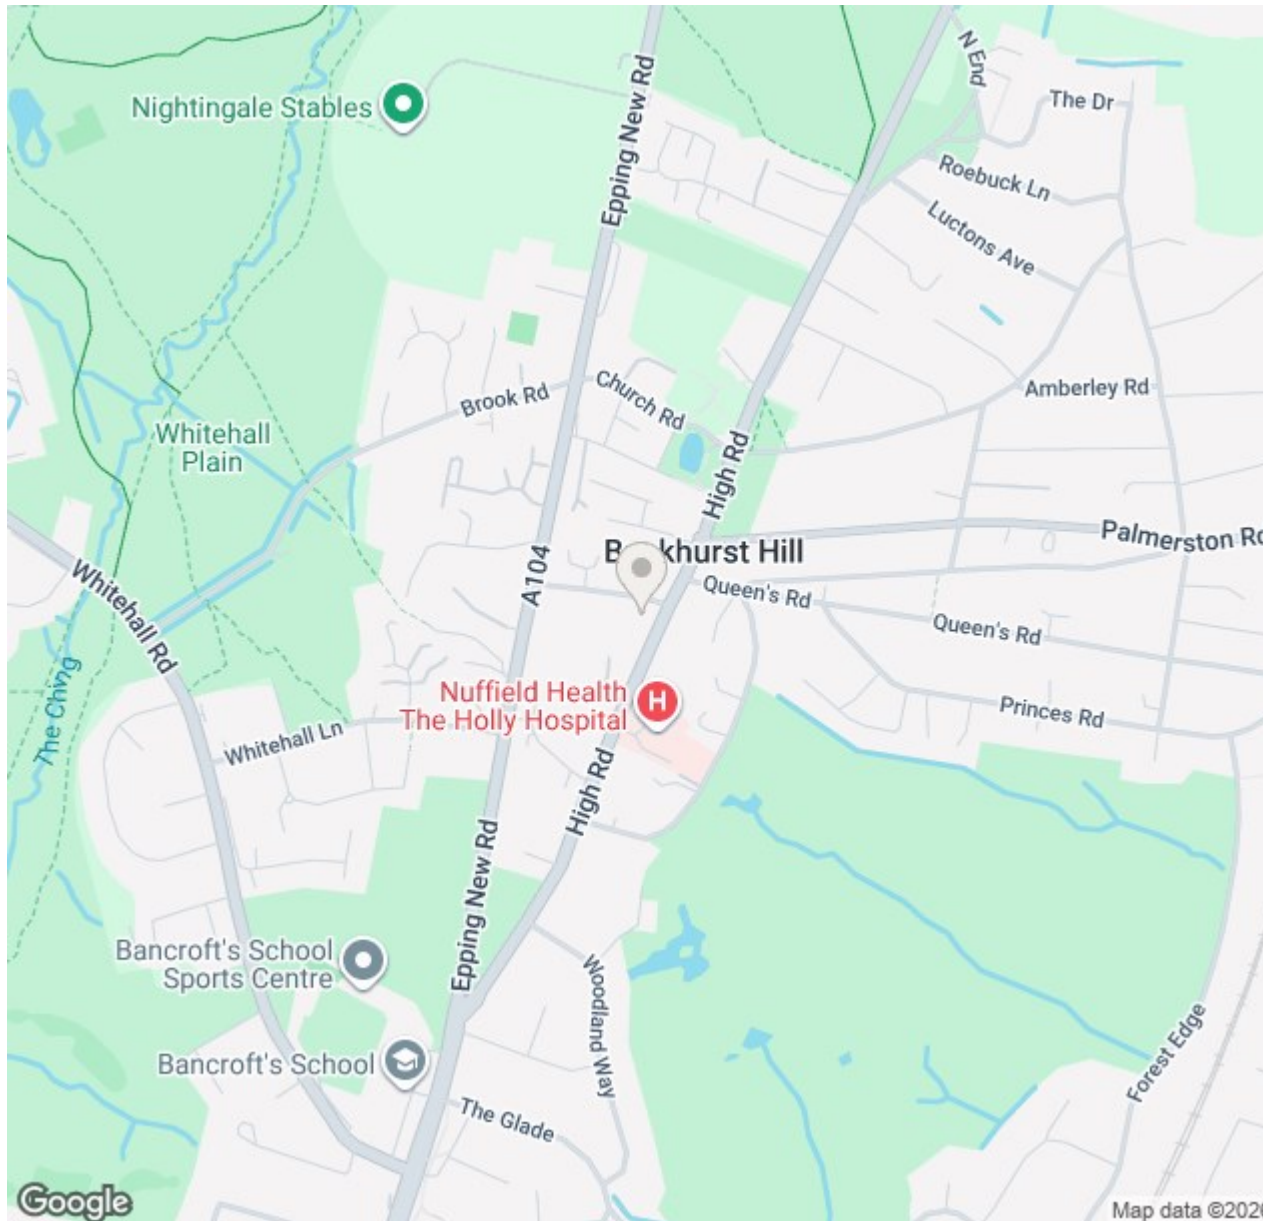 N End
The Dr
Nightingale Stables
Epping New Rd
Roebuck Ln
Luctons Ave
Brook Rd
Church Rd
Amberley Rd
Whitehall
Plain
High Rd
Palmerston Rd
khurst Hill
A104
Queen's Rd
Whitehall Rd
Queen's Rd
The Ching
Nuffield Health
The Holly Hospital
H
Princes Rd
Whitehall Ln
High Rd
Epping New Rd
Bancroft's School
Sports Centre
Woodland Way
Forest Edge
Bancroft's School
The Glade
Google
Map data ©202